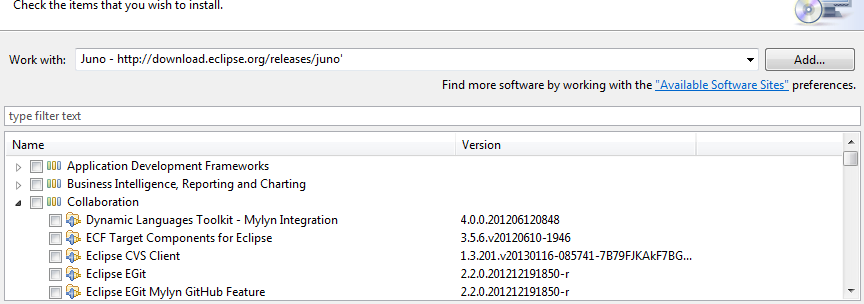 Check the items that you wish to install.
Work with: Juno - http://download.eclipse.org/releases/juno' Add...
Find more software by working with the "Available Software Sites" preferences.
type filter text
Name Version
Application Development Frameworks
Business Intelligence, Reporting and Charting
Collaboration
Dynamic Languages Toolkit - Mylyn Integration 4.0.0.201206120848
ECF Target Components for Eclipse 3.5.6.v20120610-1946
Eclipse CVS Client 1.3.201.v20130116-085741-7B79FJKAkF7BG...
Eclipse EGit 2.2.0.201212191850-r
Eclipse EGit Mylyn GitHub Feature 2.2.0.201212191850-r